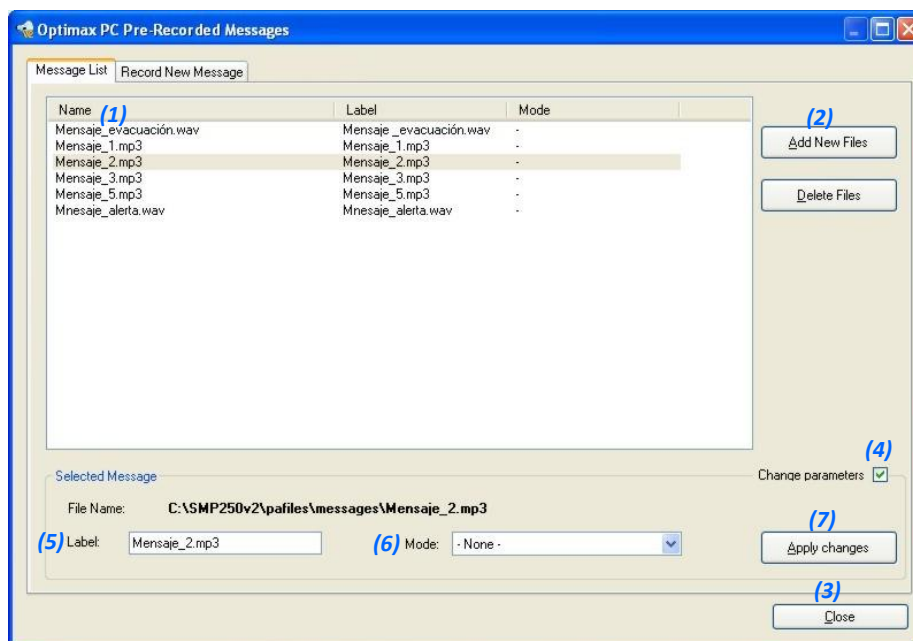 Optimax PC Pre-Recorded Messages
Message List Record New Message
Name (1) Label Mode
Mensaje_evacuación.wav Mensaje _evacuación.wav -
Mensaje_1.mp3 Mensaje_1.mp3 -
Mensaje_2.mp3 Mensaje_2.mp3 -
Mensaje_3.mp3 Mensaje_3.mp3 -
Mensaje_5.mp3 Mensaje_5.mp3 -
Mnesaje_alerta.wav Mnesaje_alerta.wav -
(2)
Add New Files
Delete Files
(4)
Selected Message Change parameters
File Name: C:\SMP250v2\pafiles\messages\Mensaje_2.mp3
(7)
(5) Label: Mensaje_2.mp3 (6) Mode: - None - Apply changes
(3)
Close